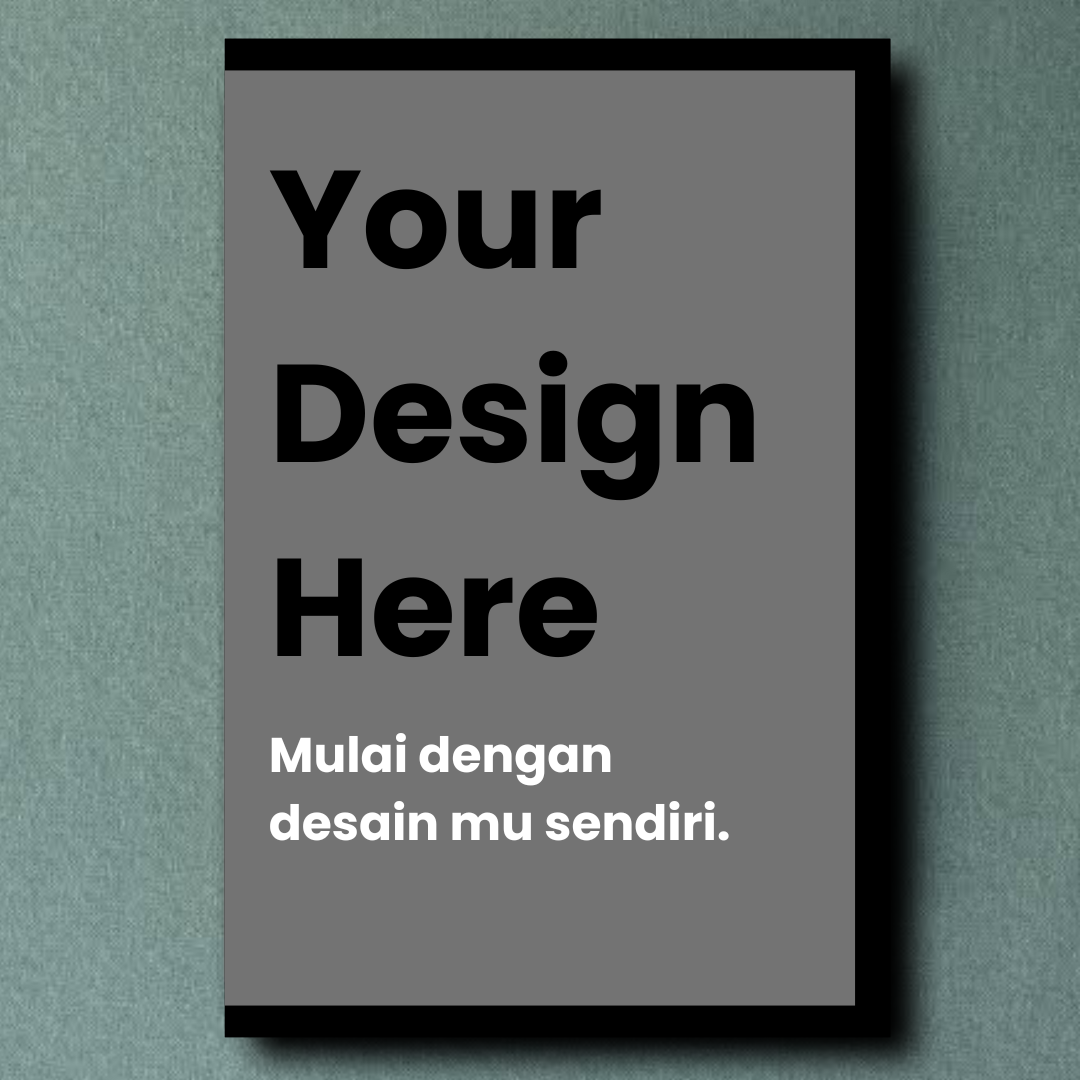 Your
Design
Here
Mulai dengan
desain mu sendiri.